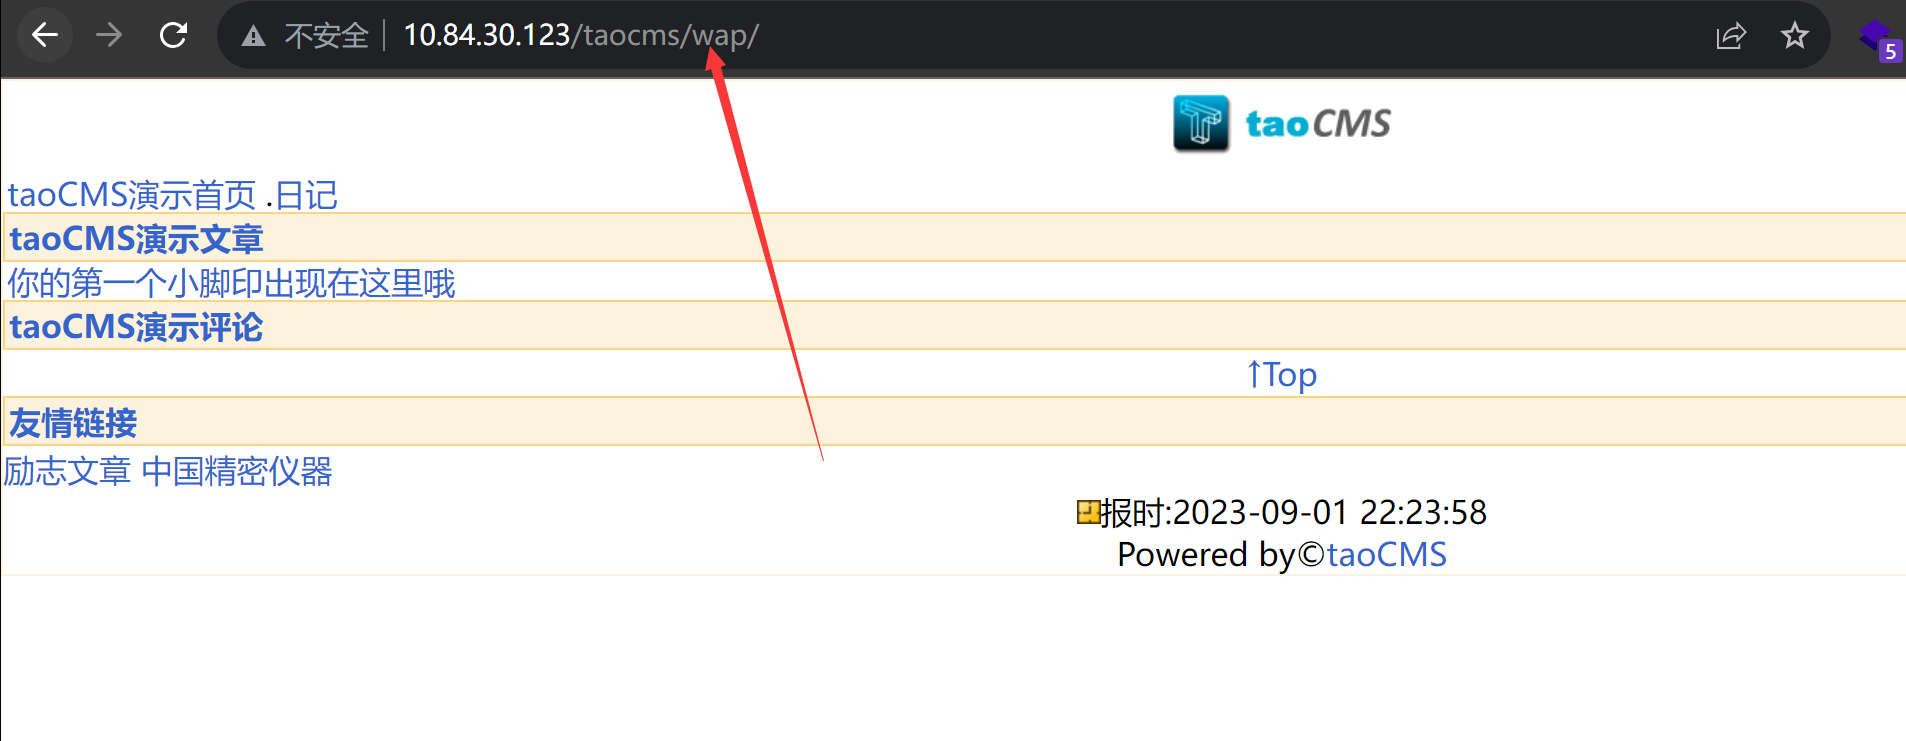 不安全 10.84.30.123/taocms/wap/
5
taoCMS
taoCMS演示首页 .日记
taoCMS演示文章
你的第一个小脚印出现在这里哦
taoCMS演示评论
↑Top
友情链接
励志文章 中国精密仪器
报时:2023-09-01 22:23:58
Powered by©taoCMS